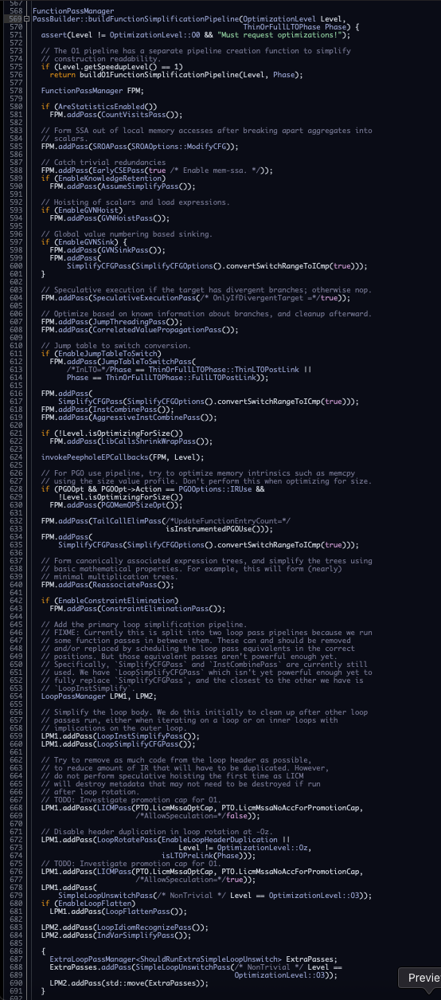 567
568 FunctionPassManager
569 PassBuilder::buildFunctionSimplificationPipeline(OptimizationLevel Level,
570                                                  ThinOrFullLTOPhase Phase) {
571   assert(Level != OptimizationLevel::O0 && "Must request optimizations!");
572
573   // The O1 pipeline has a separate pipeline creation function to simplify
574   // construction readability.
575   if (Level.getSpeedupLevel() == 1)
576     return buildO1FunctionSimplificationPipeline(Level, Phase);
577
578   FunctionPassManager FPM;
579
580   if (AreStatisticsEnabled())
581     FPM.addPass(CountVisitsPass());
582
583   // Form SSA out of local memory accesses after breaking apart aggregates into
584   // scalars.
585   FPM.addPass(SROAPass(SROAOptions::ModifyCFG));
586
587   // Catch trivial redundancies
588   FPM.addPass(EarlyCSEPass(true /* Enable mem-ssa. */));
589   if (EnableKnowledgeRetention)
590     FPM.addPass(AssumeSimplifyPass());
591
592   // Hoisting of scalars and load expressions.
593   if (EnableGVNHoist)
594     FPM.addPass(GVNHoistPass());
595
596   // Global value numbering based sinking.
597   if (EnableGVNSink) {
598     FPM.addPass(GVNSinkPass());
599     FPM.addPass(
600         SimplifyCFGPass(SimplifyCFGOptions().convertSwitchRangeToICmp(true)));
601   }
602
603   // Speculative execution if the target has divergent branches; otherwise nop.
604   FPM.addPass(SpeculativeExecutionPass(/* OnlyIfDivergentTarget =*/true));
605
606   // Optimize based on known information about branches, and cleanup afterward.
607   FPM.addPass(JumpThreadingPass());
608   FPM.addPass(CorrelatedValuePropagationPass());
609
610   // Jump table to switch conversion.
611   if (EnableJumpTableToSwitch)
612     FPM.addPass(JumpTableToSwitchPass(
613         /*InLTO=*/Phase == ThinOrFullLTOPhase::ThinLTOPostLink ||
614         Phase == ThinOrFullLTOPhase::FullLTOPostLink));
615
616   FPM.addPass(
617       SimplifyCFGPass(SimplifyCFGOptions().convertSwitchRangeToICmp(true)));
618   FPM.addPass(InstCombinePass());
619   FPM.addPass(AggressiveInstCombinePass());
620
621   if (!Level.isOptimizingForSize())
622     FPM.addPass(LibCallsShrinkWrapPass());
623
624   invokePeepholeEPCallbacks(FPM, Level);
625
626   // For PGO use pipeline, try to optimize memory intrinsics such as memcpy
627   // using the size value profile. Don't perform this when optimizing for size.
628   if (PGOOpt && PGOOpt->Action == PGOOptions::IRUse &&
629       !Level.isOptimizingForSize())
630     FPM.addPass(PGOMemOPSizeOpt());
631
632   FPM.addPass(TailCallElimPass(/*UpdateFunctionEntryCount=*/
633                                isInstrumentedPGOUse()));
634   FPM.addPass(
635       SimplifyCFGPass(SimplifyCFGOptions().convertSwitchRangeToICmp(true)));
636
637   // Form canonically associated expression trees, and simplify the trees using
638   // basic mathematical properties. For example, this will form (nearly)
639   // minimal multiplication trees.
640   FPM.addPass(ReassociatePass());
641
642   if (EnableConstraintElimination)
643     FPM.addPass(ConstraintEliminationPass());
644
645   // Add the primary loop simplification pipeline.
646   // FIXME: Currently this is split into two loop pass pipelines because we run
647   // some function passes in between them. These can and should be removed
648   // and/or replaced by scheduling the loop pass equivalents in the correct
649   // positions. But those equivalent passes aren't powerful enough yet.
650   // Specifically, `SimplifyCFGPass` and `InstCombinePass` are currently still
651   // used. We have `LoopSimplifyCFGPass` which isn't yet powerful enough yet to
652   // fully replace `SimplifyCFGPass`, and the closest to the other we have is
653   // `LoopInstSimplify`.
654   LoopPassManager LPM1, LPM2;
655
656   // Simplify the loop body. We do this initially to clean up after other loop
657   // passes run, either when iterating on a loop or on inner loops with
658   // implications on the outer loop.
659   LPM1.addPass(LoopInstSimplifyPass());
660   LPM1.addPass(LoopSimplifyCFGPass());
661
662   // Try to remove as much code from the loop header as possible,
663   // to reduce amount of IR that will have to be duplicated. However,
664   // do not perform speculative hoisting the first time as LICM
665   // will destroy metadata that may not need to be destroyed if run
666   // after loop rotation.
667   // TODO: Investigate promotion cap for O1.
668   LPM1.addPass(LICMPass(PTO.LicmMssaOptCap, PTO.LicmMssaNoAccForPromotionCap,
669                         /*AllowSpeculation=*/false));
670
671   // Disable header duplication in loop rotation at -Oz.
672   LPM1.addPass(LoopRotatePass(EnableLoopHeaderDuplication ||
673                                   Level != OptimizationLevel::Oz,
674                               isLTOPreLink(Phase)));
675   // TODO: Investigate promotion cap for O1.
676   LPM1.addPass(LICMPass(PTO.LicmMssaOptCap, PTO.LicmMssaNoAccForPromotionCap,
677                         /*AllowSpeculation=*/true));
678   LPM1.addPass(
679       SimpleLoopUnswitchPass(/* NonTrivial */ Level == OptimizationLevel::O3));
680   if (EnableLoopFlatten)
681     LPM1.addPass(LoopFlattenPass());
682
683   LPM2.addPass(LoopIdiomRecognizePass());
684   LPM2.addPass(IndVarSimplifyPass());
685
686   {
687     ExtraLoopPassManager<ShouldRunExtraSimpleLoopUnswitch> ExtraPasses;
688     ExtraPasses.addPass(SimpleLoopUnswitchPass(/* NonTrivial */ Level ==
689                                                OptimizationLevel::O3));
690     LPM2.addPass(std::move(ExtraPasses));
691   }